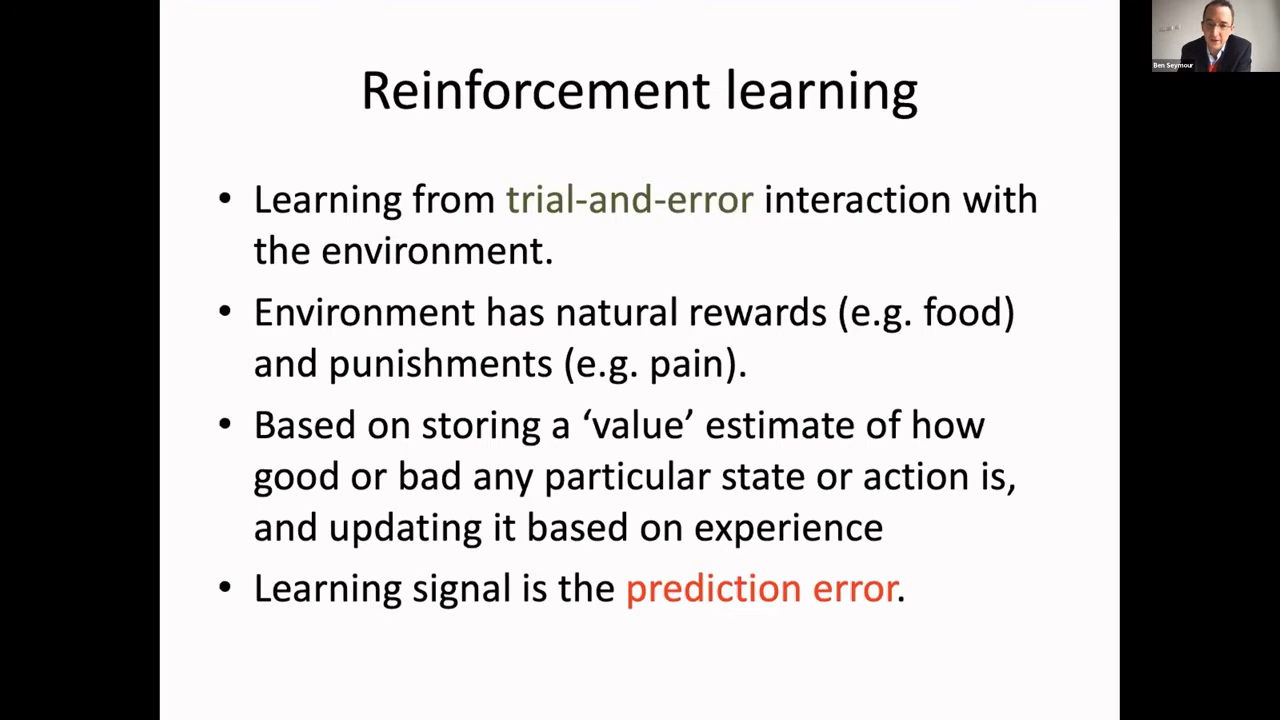 Reinforcement learning
• Learning from trial-and-error interaction with
the environment.
• Environment has natural rewards (e.g. food)
and punishments (e.g. pain).
• Based on storing a ‘value’ estimate of how
good or bad any particular state or action is,
and updating it based on experience
• Learning signal is the prediction error.
Ben Seymour